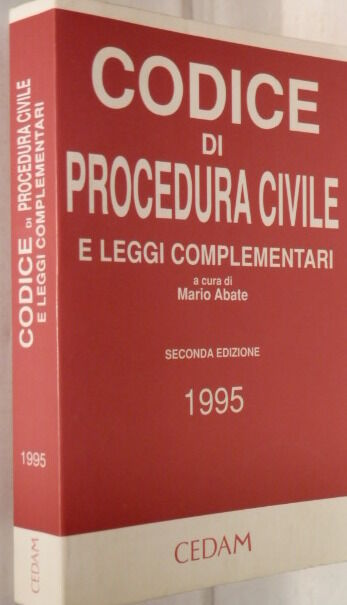 CODICE
DI
PROCEDURA CIVILE
E LEGGI COMPLEMENTARI
a cura di
Mario Abate
SECONDA EDIZIONE
1995
CEDAM
CODICE DI PROCEDURA CIVILE
E LEGGI COMPLEMENTARI
1995
CEDAM